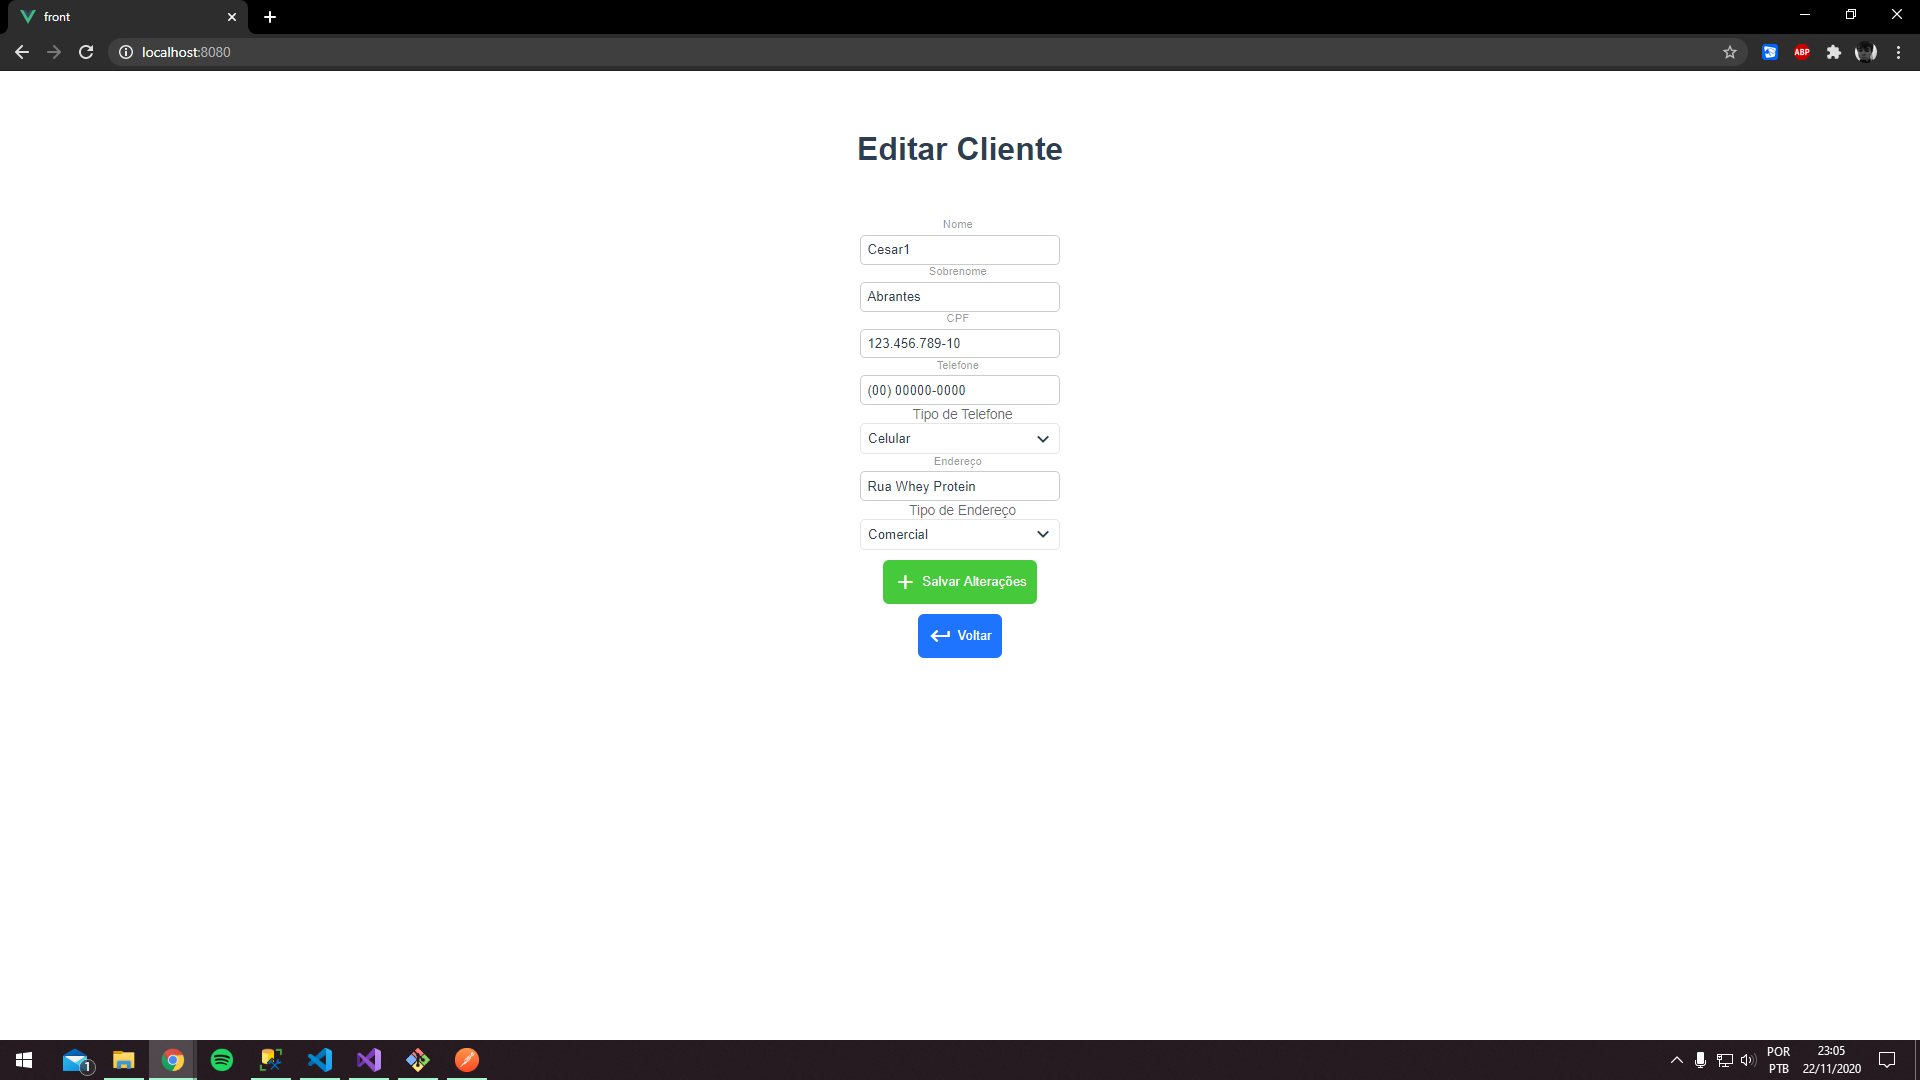 front
localhost:8080
ABP
Editar Cliente
Nome
Cesar1
Sobrenome
Abrantes
CPF
123.456.789-10
Telefone
(00) 00000-0000
Tipo de Telefone
Celular
Endereço
Rua Whey Protein
Tipo de Endereço
Comercial
Salvar Alterações
Voltar
1
POR
PTB
23:05
22/11/2020